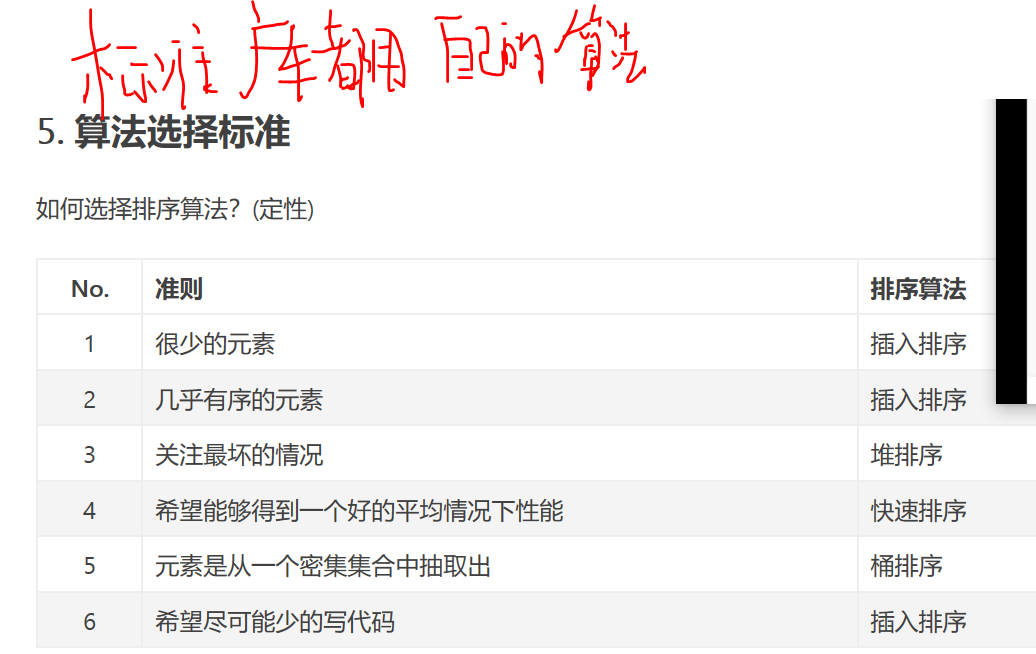 标准库都用自己的算法
5. 算法选择标准
如何选择排序算法？(定性)
No. 准则 排序算法
1 很少的元素 插入排序
2 几乎有序的元素 插入排序
3 关注最坏的情况 堆排序
4 希望能够得到一个好的平均情况下性能 快速排序
5 元素是从一个密集集合中抽取出 桶排序
6 希望尽可能少的写代码 插入排序